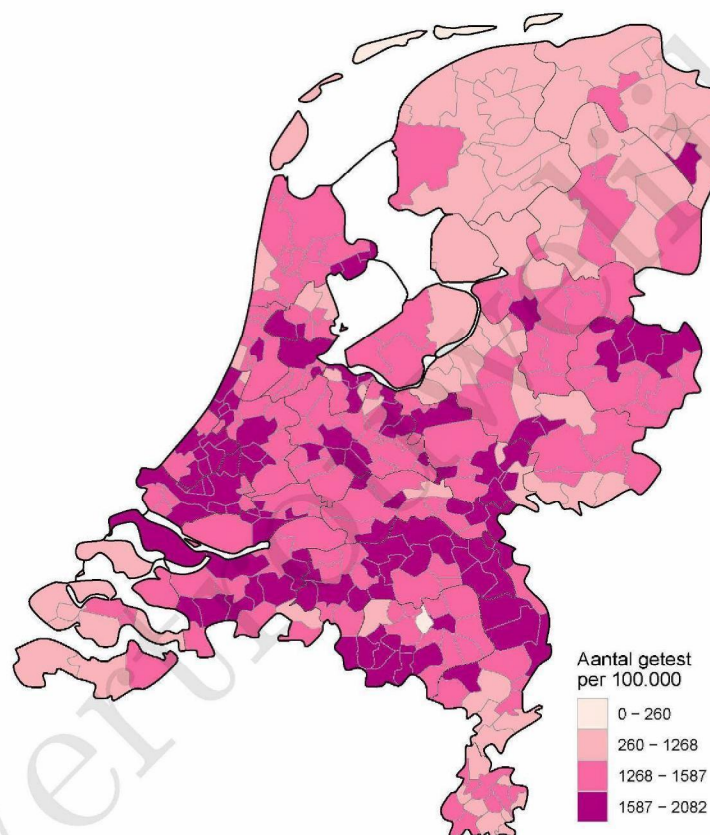 Aantal getest
per 100.000
0 – 260
260 – 1268
1268 – 1587
1587 – 2082